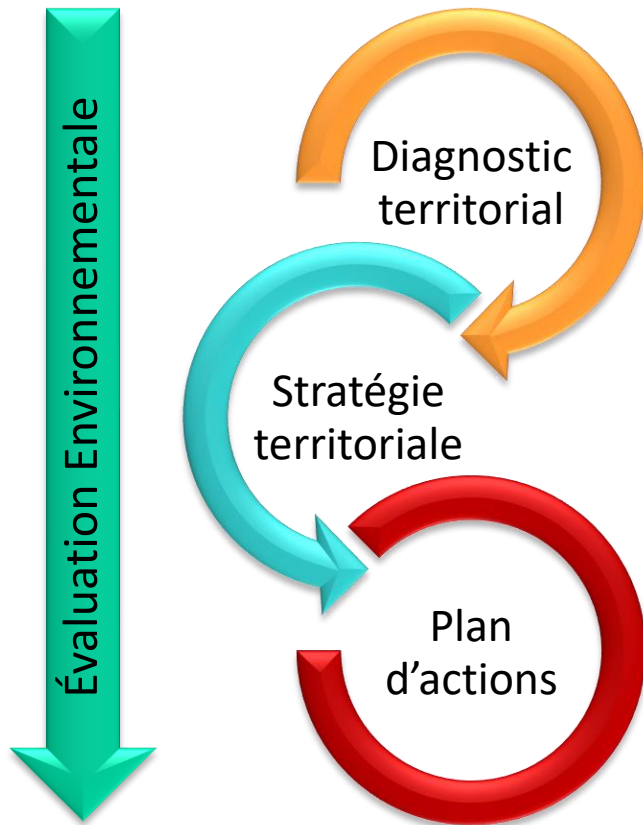 Évaluation Environnementale
Diagnostic
territorial
Stratégie
territoriale
Plan
d’actions